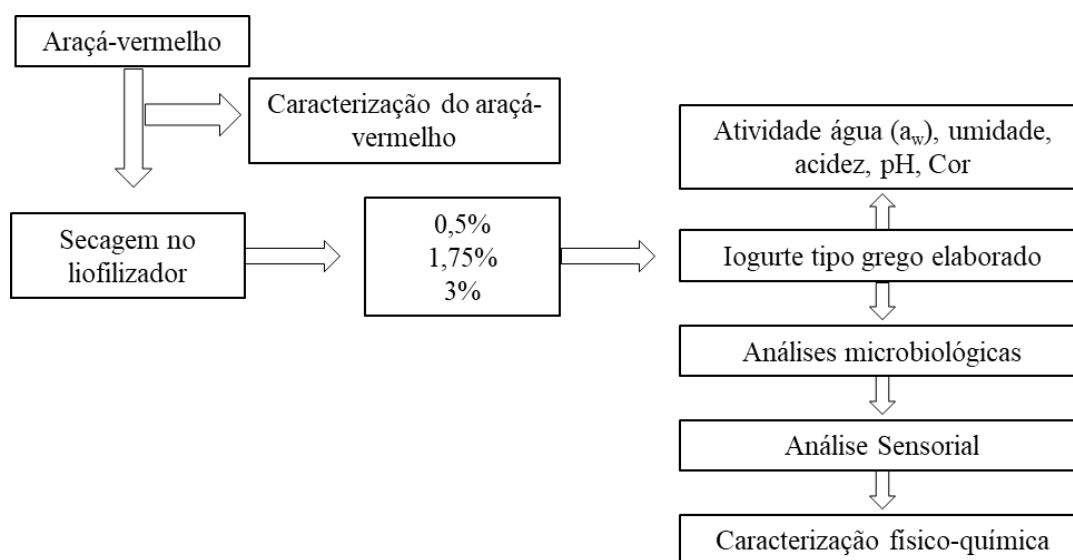 Araçá-vermelho
Caracterização do araçá-
vermelho
Secagem no
liofilizador
0,5%
1,75%
3%
Atividade água (aw), umidade,
acidez, pH, Cor
Iogurte tipo grego elaborado
Análises microbiológicas
Análise Sensorial
Caracterização físico-química